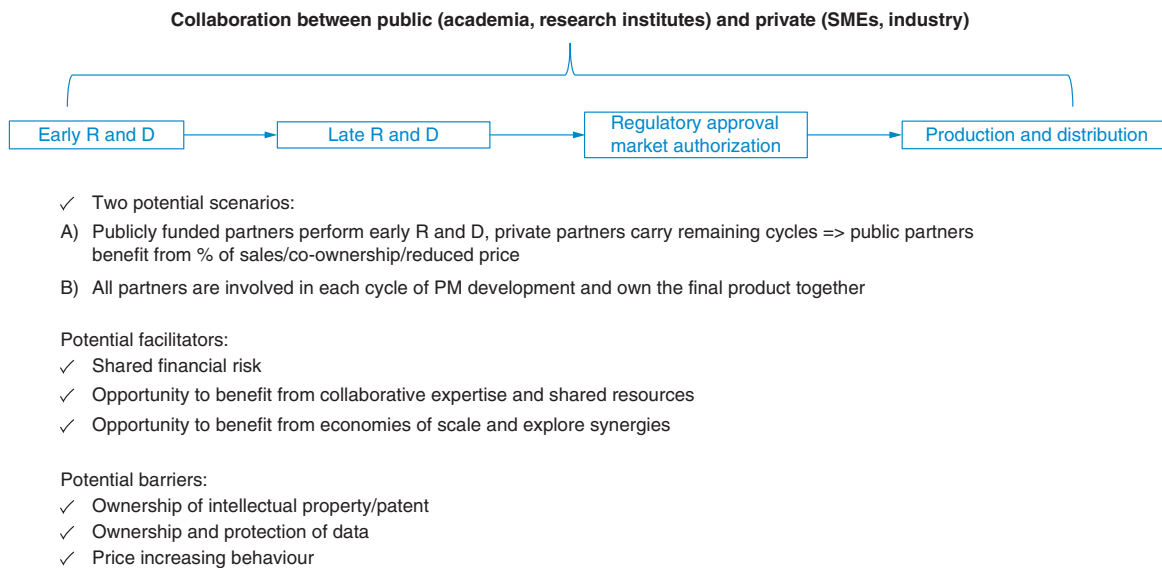 Collaboration between public (academia, research institutes) and private (SMEs, industry)
Early R and D
Late R and D
Regulatory approval
market authorization
Production and distribution
✓ Two potential scenarios:
A) Publicly funded partners perform early R and D, private partners carry remaining cycles => public partners
benefit from % of sales/co-ownership/reduced price
B) All partners are involved in each cycle of PM development and own the final product together
Potential facilitators:
✓ Shared financial risk
✓ Opportunity to benefit from collaborative expertise and shared resources
✓ Opportunity to benefit from economies of scale and explore synergies
Potential barriers:
✓ Ownership of intellectual property/patent
✓ Ownership and protection of data
✓ Price increasing behaviour